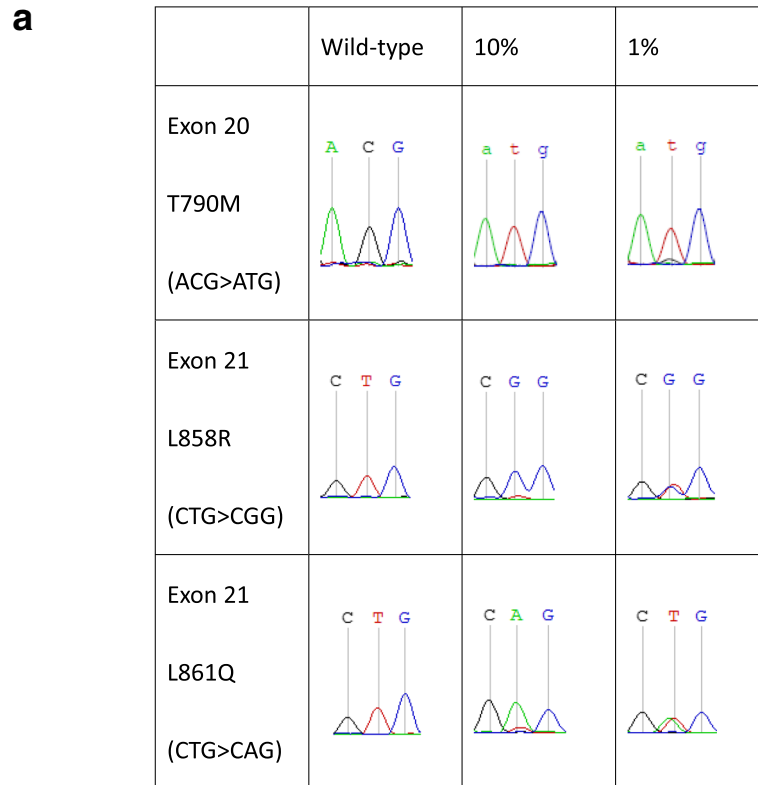 a
Wild-type 10% 1%
Exon 20
T790M
(ACG>ATG)
A C G a t g a t g
Exon 21
L858R
(CTG>CGG)
C T G C G G C G G
Exon 21
L861Q
(CTG>CAG)
C T G C A G C T G